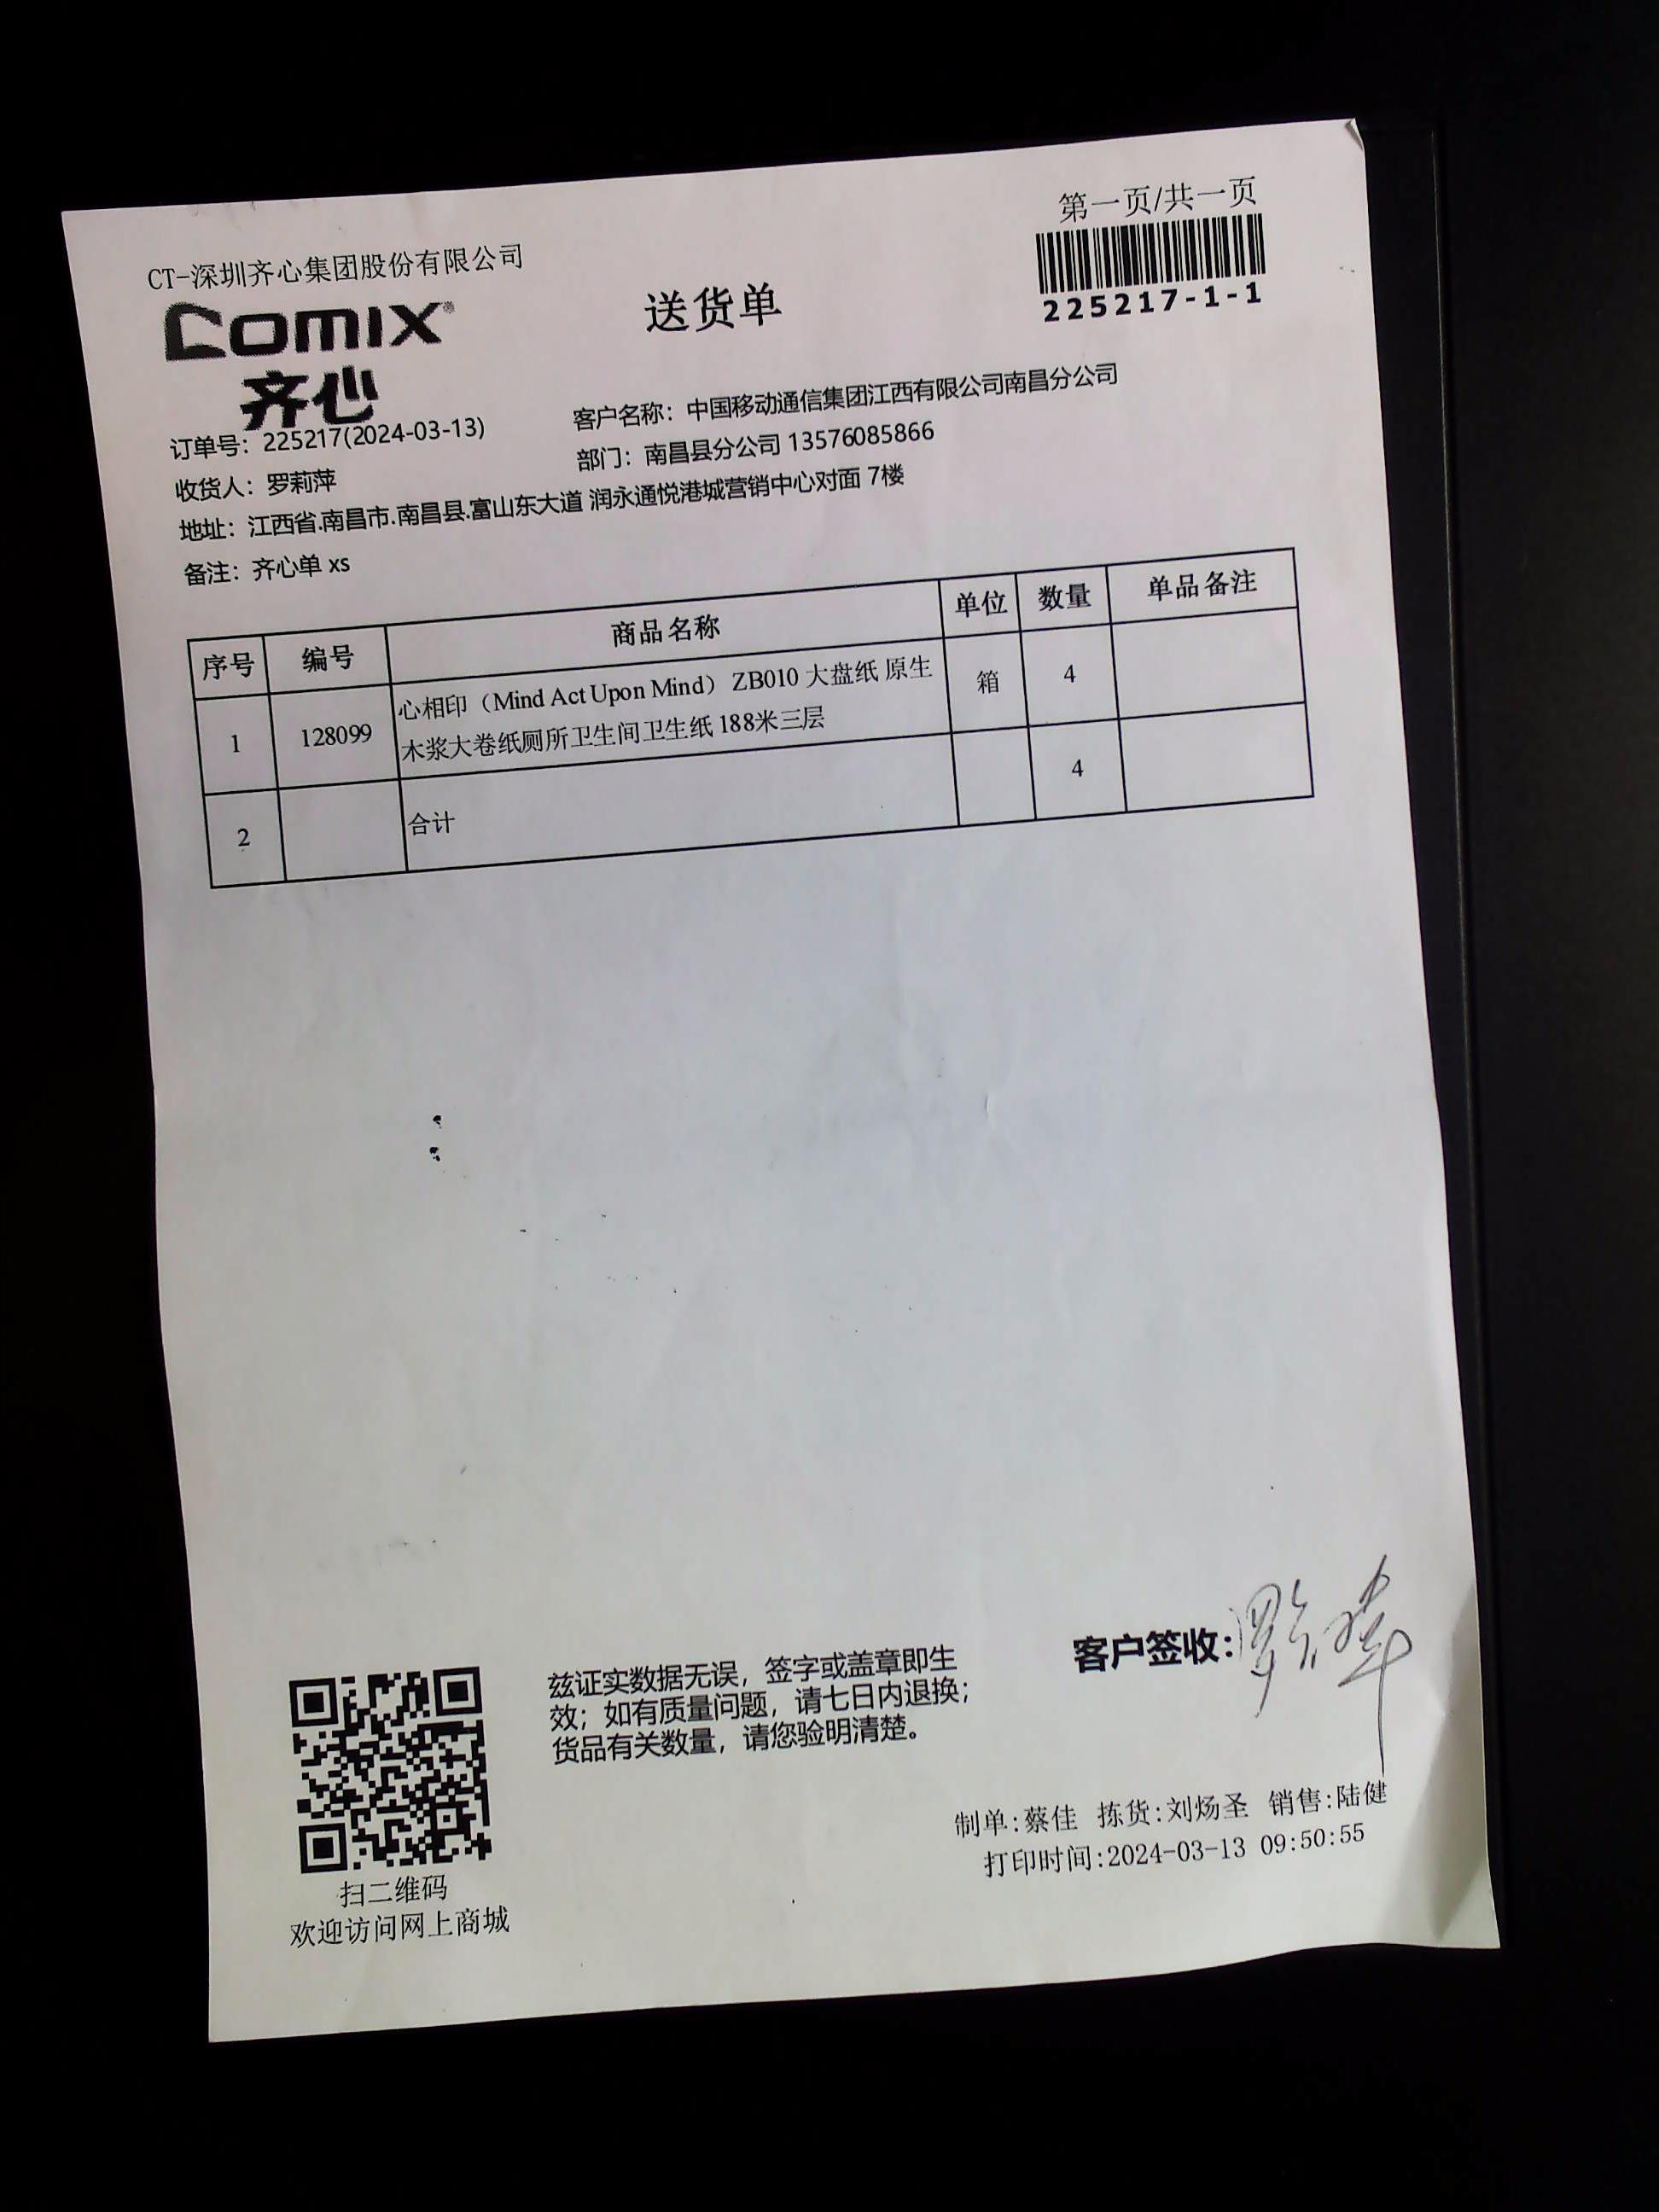 第一页/共一页
CT-深圳齐心集团股份有限公司
COMIX®
齐心
送货单
225217-1-1
订单号：225217(2024-03-13)
客户名称：中国移动通信集团江西有限公司南昌分公司
收货人：罗莉萍
部门：南昌县分公司 13576085866
地址：江西省.南昌市.南昌县.富山东大道 润永通悦港城营销中心对面 7楼
备注：齐心单 xs
序号 编号 商品名称 单位 数量 单品备注
1 128099 心相印（Mind Act Upon Mind）ZB010 大盘纸 原生
木浆大卷纸厕所卫生间卫生纸 188米三层 箱 4
2 合计 4
兹证实数据无误，签字或盖章即生
效；如有质量问题，请七日内退换；
货品有关数量，请您验明清楚。
客户签收：
制单:蔡佳 拣货:刘炀圣 销售:陆健
打印时间:2024-03-13 09:50:55
扫二维码
欢迎访问网上商城